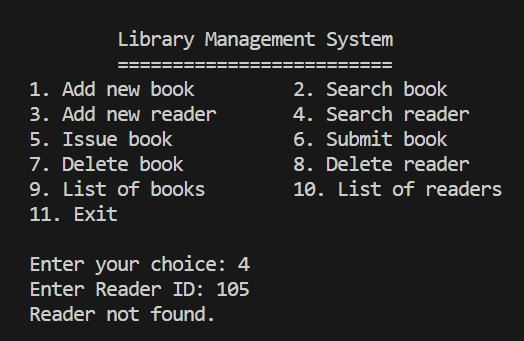 Library Management System
=========================
1. Add new book 2. Search book
3. Add new reader 4. Search reader
5. Issue book 6. Submit book
7. Delete book 8. Delete reader
9. List of books 10. List of readers
11. Exit
Enter your choice: 4
Enter Reader ID: 105
Reader not found.